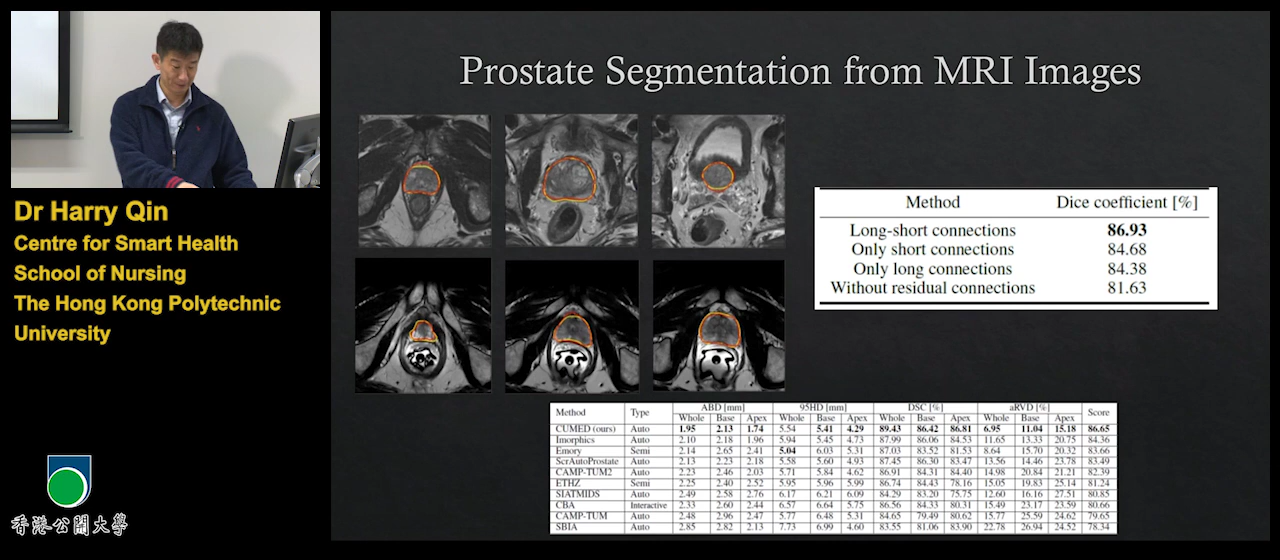 Prostate Segmentation from MRI Images
Dr Harry Qin
Centre for Smart Health
School of Nursing
The Hong Kong Polytechnic
University
香港公開大學
Method Dice coefficient [%]
Long-short connections 86.93
Only short connections 84.68
Only long connections 84.38
Without residual connections 81.63
Method Type ABD [mm] 95HD [mm] DSC [%] aRVD [%] Score
Whole Base Apex Whole Base Apex Whole Base Apex Whole Base Apex
CUMED (ours) Auto 1.95 2.13 1.74 5.54 5.41 4.29 89.43 86.42 86.81 6.95 11.04 15.18 86.65
Imorphics Auto 2.10 2.18 1.96 5.94 5.45 4.73 87.99 86.06 84.53 11.65 13.33 20.75 84.36
Emory Semi 2.14 2.65 2.41 5.04 6.03 5.31 87.03 83.52 81.53 8.64 15.70 20.32 83.66
ScrAutoProstate Auto 2.13 2.23 2.18 5.58 5.60 4.93 87.45 86.30 83.47 13.56 14.46 23.78 83.49
CAMP-TUM2 Auto 2.23 2.46 2.03 5.71 5.84 4.62 86.91 84.31 84.40 14.98 20.84 21.21 82.39
ETHZ Semi 2.25 2.40 2.52 5.95 5.96 5.99 86.74 84.43 78.16 15.05 19.83 25.14 81.24
SIATMIDS Auto 2.49 2.58 2.76 6.17 6.21 6.09 84.29 83.20 75.75 12.60 16.16 27.51 80.85
CBA Interactive 2.33 2.60 2.44 6.57 6.64 5.75 86.56 84.33 80.31 15.49 23.17 23.59 80.66
CAMP-TUM Auto 2.48 2.96 2.47 5.77 6.48 5.31 84.65 79.49 80.62 15.77 25.59 24.62 79.65
SBIA Auto 2.85 2.82 2.13 7.73 6.99 4.60 83.55 81.06 83.90 22.78 26.94 24.52 78.34